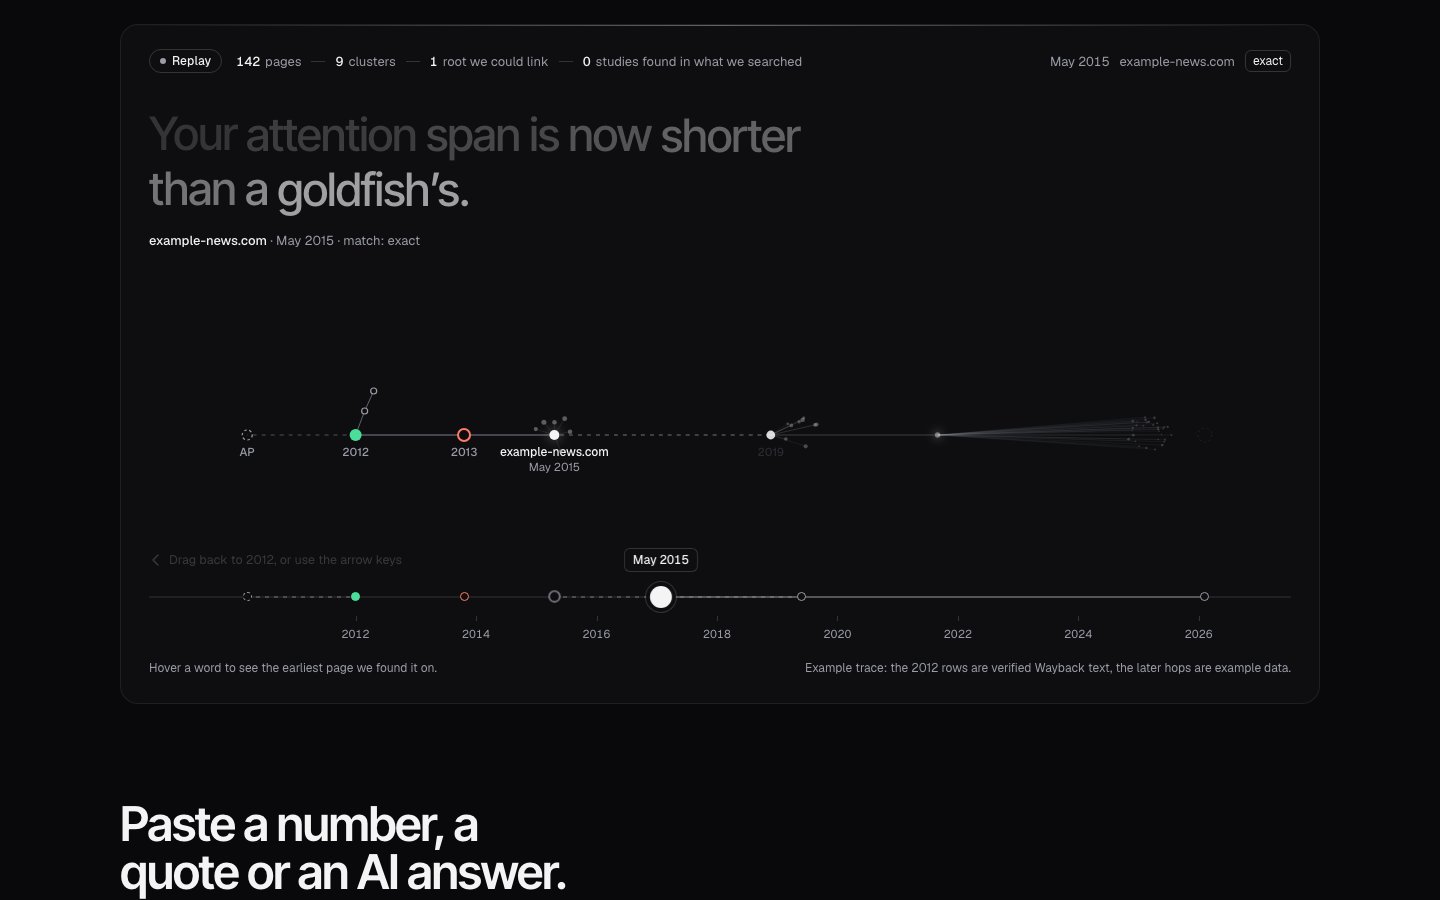 Replay 142 pages — 9 clusters — 1 root we could link — 0 studies found in what we searched
May 2015 example-news.com exact
Your attention span is now shorter
than a goldfish’s.
example-news.com · May 2015 · match: exact
AP
2012
2013
example-news.com
May 2015
2019
Drag back to 2012, or use the arrow keys
May 2015
2012
2014
2016
2018
2020
2022
2024
2026
Hover a word to see the earliest page we found it on.
Example trace: the 2012 rows are verified Wayback text, the later hops are example data.
Paste a number, a
quote or an AI answer.